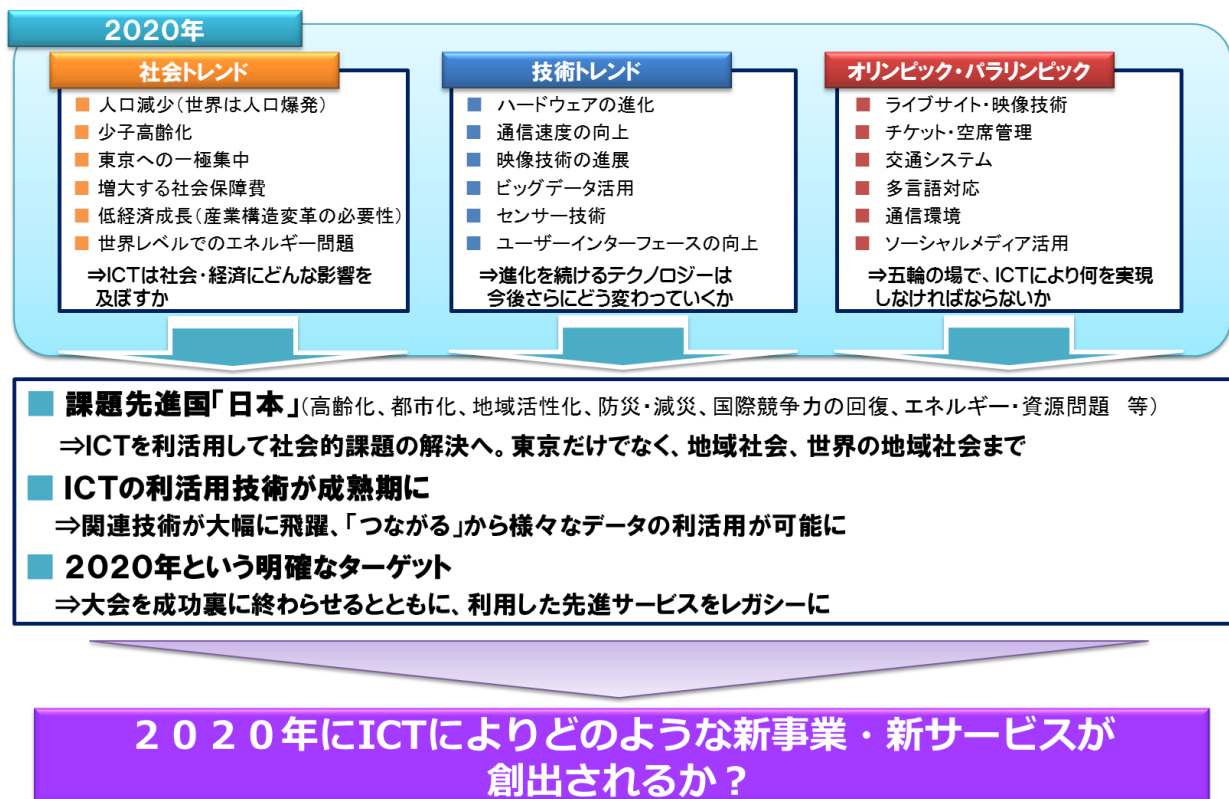 2020年
社会トレンド
■ 人口減少(世界は人口爆発)
■ 少子高齢化
■ 東京への一極集中
■ 増大する社会保障費
■ 低経済成長(産業構造変革の必要性)
■ 世界レベルでのエネルギー問題
⇒ICTは社会・経済にどんな影響を
及ぼすか
技術トレンド
■ ハードウェアの進化
■ 通信速度の向上
■ 映像技術の進展
■ ビッグデータ活用
■ センサー技術
■ ユーザーインターフェースの向上
⇒進化を続けるテクノロジーは
今後さらにどう変わっていくか
オリンピック・パラリンピック
■ ライブサイト・映像技術
■ チケット・空席管理
■ 交通システム
■ 多言語対応
■ 通信環境
■ ソーシャルメディア活用
⇒五輪の場で、ICTにより何を実現
しなければならないか
■ 課題先進国「日本」(高齢化、都市化、地域活性化、防災・減災、国際競争力の回復、エネルギー・資源問題 等)
⇒ICTを利活用して社会的課題の解決へ。東京だけでなく、地域社会、世界の地域社会まで
■ ICTの利活用技術が成熟期に
⇒関連技術が大幅に飛躍、「つながる」から様々なデータの利活用が可能に
■ 2020年という明確なターゲット
⇒大会を成功裏に終わらせるとともに、利用した先進サービスをレガシーに
2020年にICTによりどのような新事業・新サービスが
創出されるか?